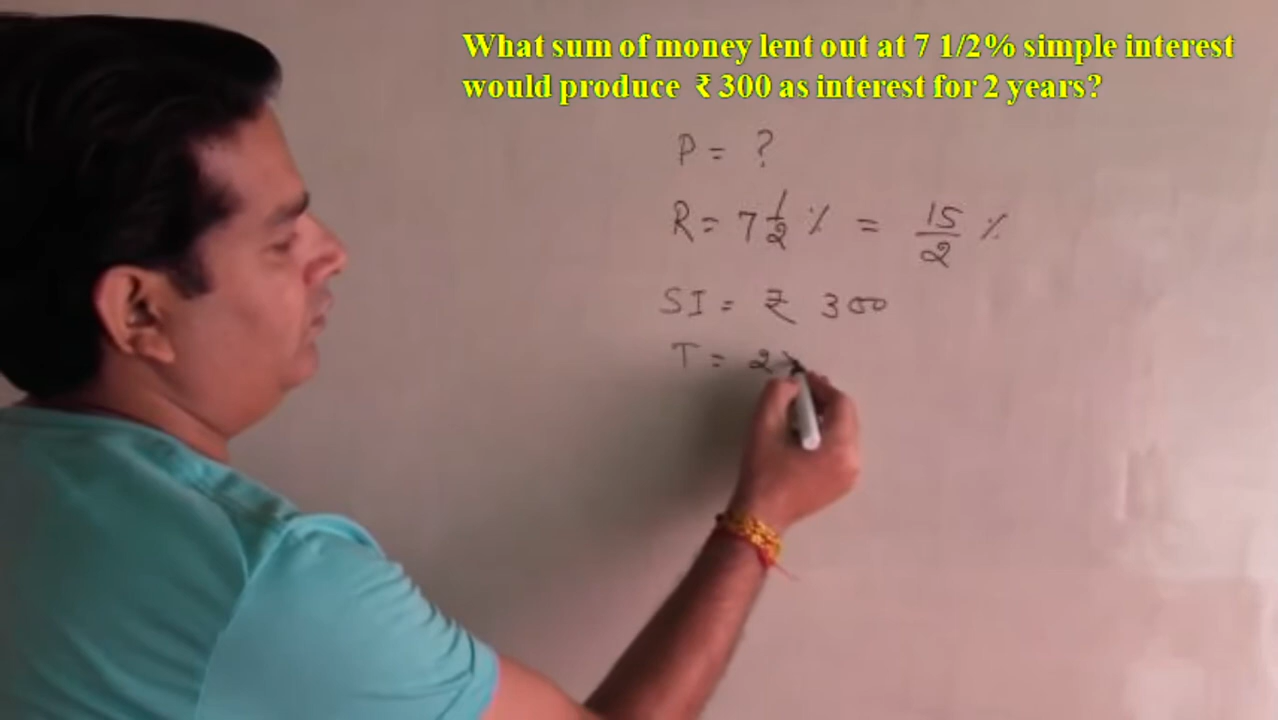 What sum of money lent out at 7 1/2% simple interest
would produce ₹ 300 as interest for 2 years?
P = ?
R = 7 1/2 % = 15/2 %
SI = ₹ 300
T = 2